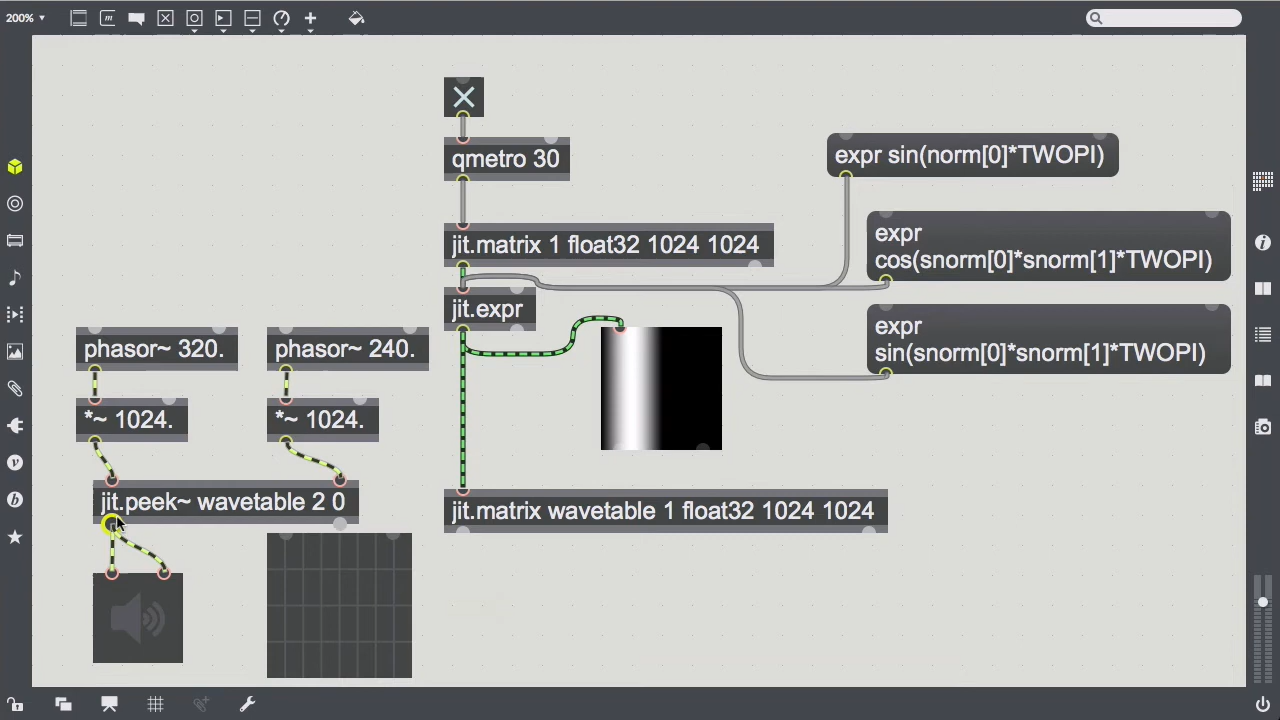 200%
qmetro 30
expr sin(norm[0]*TWOPI)
jit.matrix 1 float32 1024 1024
expr
cos(snorm[0]*snorm[1]*TWOPI)
jit.expr
expr
sin(snorm[0]*snorm[1]*TWOPI)
phasor~ 320.
phasor~ 240.
*~ 1024.
*~ 1024.
jit.peek~ wavetable 2 0
jit.matrix wavetable 1 float32 1024 1024